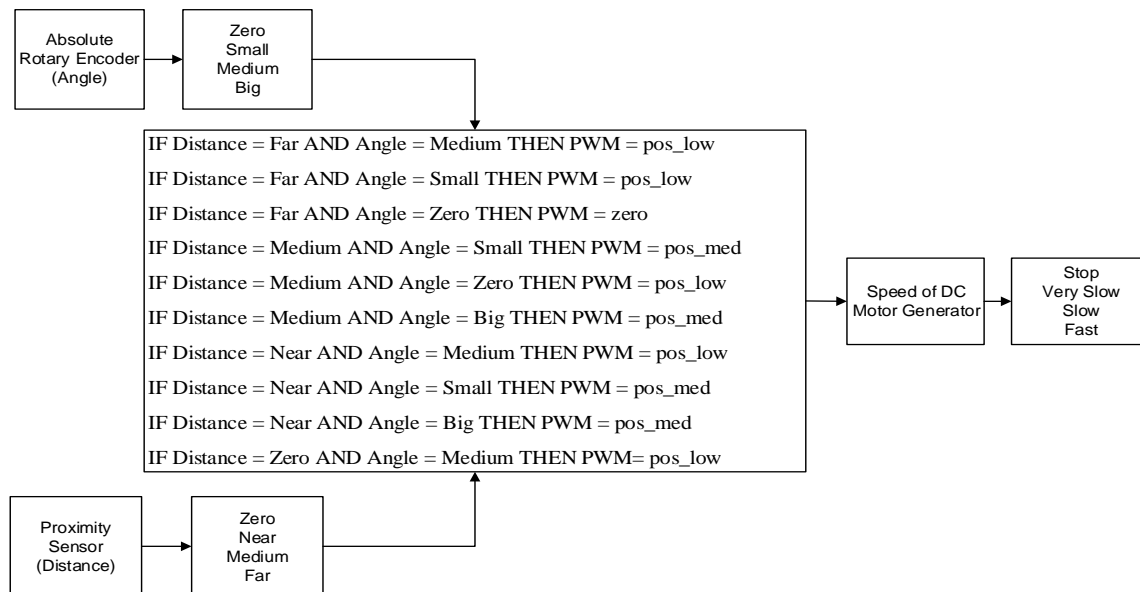 Absolute
Rotary Encoder
(Angle)
Zero
Small
Medium
Big
IF Distance = Far AND Angle = Medium THEN PWM = pos_low
IF Distance = Far AND Angle = Small THEN PWM = pos_low
IF Distance = Far AND Angle = Zero THEN PWM = zero
IF Distance = Medium AND Angle = Small THEN PWM = pos_med
IF Distance = Medium AND Angle = Zero THEN PWM = pos_low
IF Distance = Medium AND Angle = Big THEN PWM = pos_med
IF Distance = Near AND Angle = Medium THEN PWM = pos_low
IF Distance = Near AND Angle = Small THEN PWM = pos_med
IF Distance = Near AND Angle = Big THEN PWM = pos_med
IF Distance = Zero AND Angle = Medium THEN PWM= pos_low
Speed of DC
Motor Generator
Stop
Very Slow
Slow
Fast
Proximity
Sensor
(Distance)
Zero
Near
Medium
Far